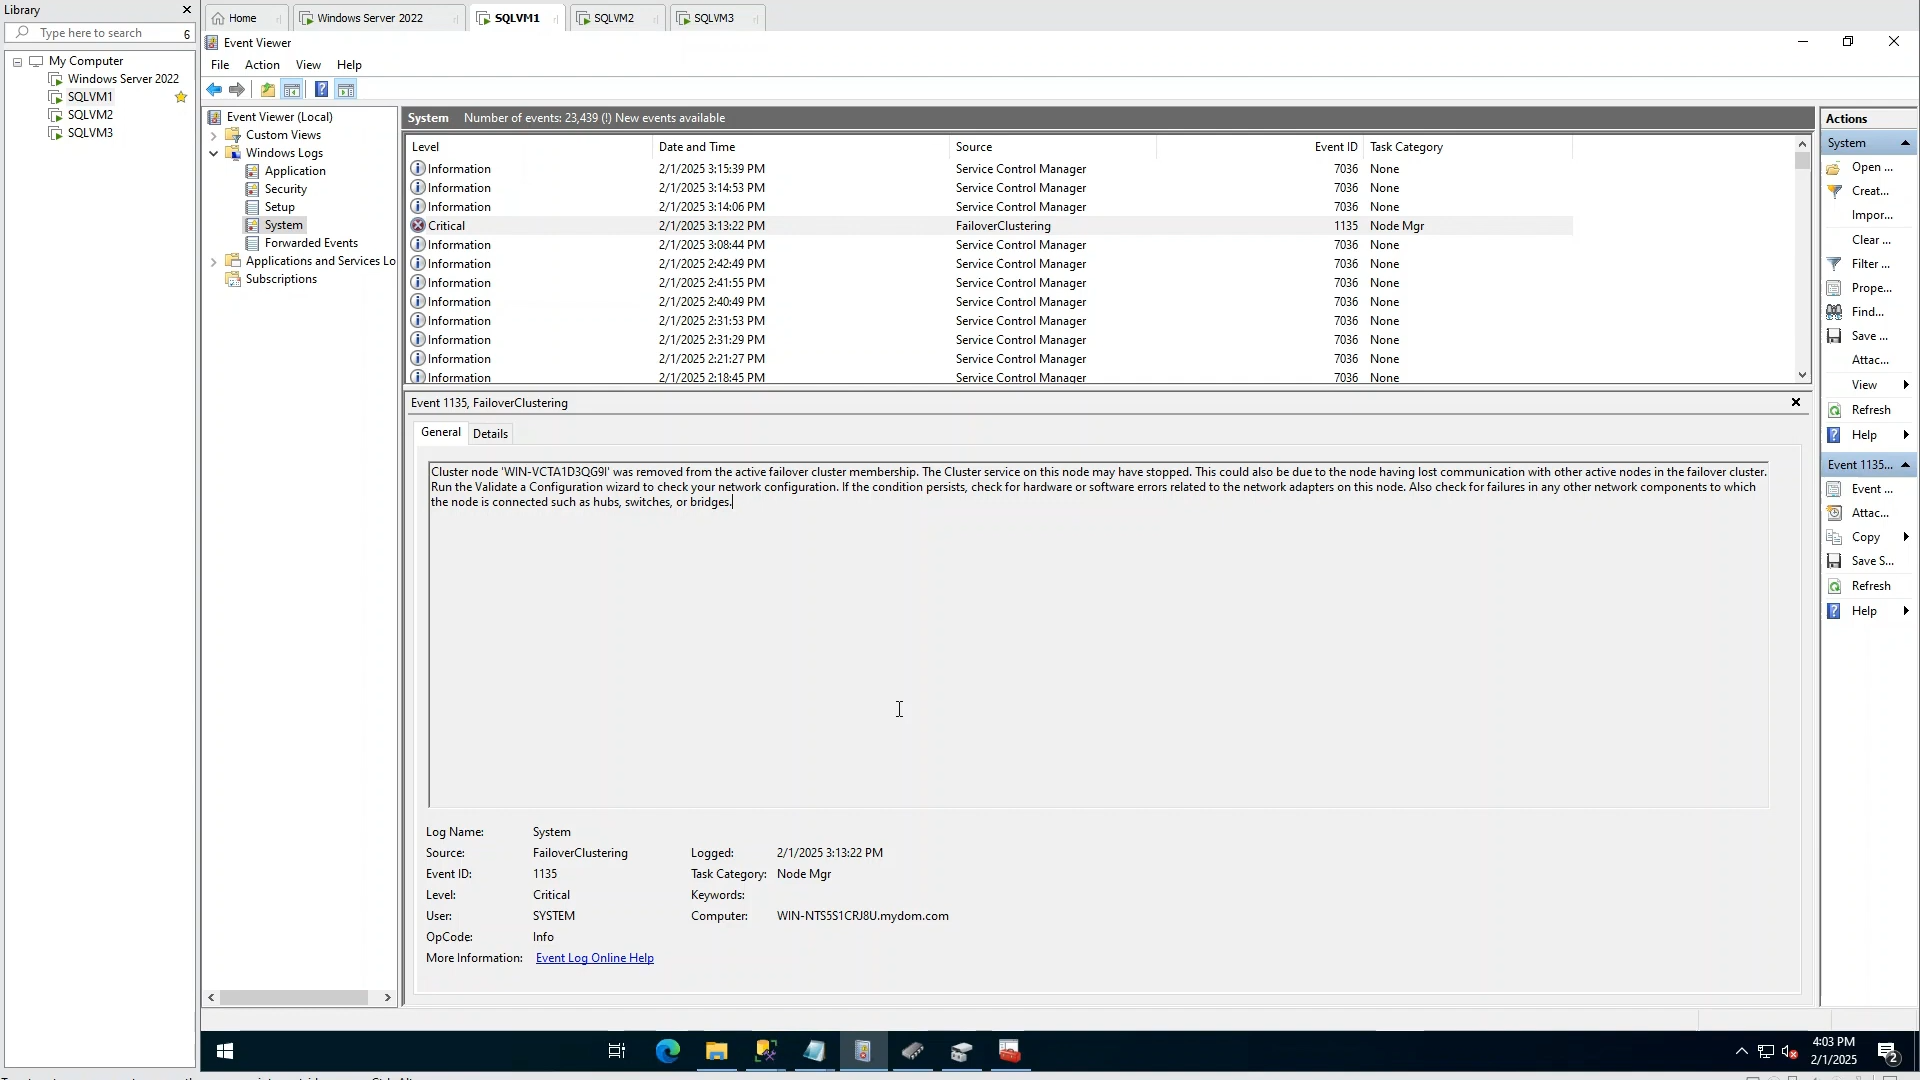 Library
Home
Windows Server 2022
SQLVM1
SQLVM2
SQLVM3
Type here to search
6
My Computer
Windows Server 2022
SQLVM1
SQLVM2
SQLVM3
Event Viewer
File Action View Help
Event Viewer (Local)
Custom Views
Windows Logs
Application
Security
Setup
System
Forwarded Events
Applications and Services Lo
Subscriptions
System Number of events: 23,439 (!) New events available
Level Date and Time Source Event ID Task Category
Information 2/1/2025 3:15:39 PM Service Control Manager 7036 None
Information 2/1/2025 3:14:53 PM Service Control Manager 7036 None
Information 2/1/2025 3:14:06 PM Service Control Manager 7036 None
Critical 2/1/2025 3:13:22 PM FailoverClustering 1135 Node Mgr
Information 2/1/2025 3:08:44 PM Service Control Manager 7036 None
Information 2/1/2025 2:42:49 PM Service Control Manager 7036 None
Information 2/1/2025 2:41:55 PM Service Control Manager 7036 None
Information 2/1/2025 2:40:49 PM Service Control Manager 7036 None
Information 2/1/2025 2:31:53 PM Service Control Manager 7036 None
Information 2/1/2025 2:31:29 PM Service Control Manager 7036 None
Information 2/1/2025 2:21:27 PM Service Control Manager 7036 None
Information 2/1/2025 2:18:45 PM Service Control Manager 7036 None
Event 1135, FailoverClustering
General Details
Cluster node 'WIN-VCTA1D3QG9I' was removed from the active failover cluster membership. The Cluster service on this node may have stopped. This could also be due to the node having lost communication with other active nodes in the failover cluster.
Run the Validate a Configuration wizard to check your network configuration. If the condition persists, check for hardware or software errors related to the network adapters on this node. Also check for failures in any other network components to which
the node is connected such as hubs, switches, or bridges.
Log Name: System
Source: FailoverClustering Logged: 2/1/2025 3:13:22 PM
Event ID: 1135 Task Category: Node Mgr
Level: Critical Keywords:
User: SYSTEM Computer: WIN-NTS5S1CRJ8U.mydom.com
OpCode: Info
More Information: Event Log Online Help
Actions
System
Open ...
Creat...
Impor...
Clear ...
Filter ...
Prope...
Find...
Save ...
Attac...
View
Refresh
Help
Event 1135...
Event ...
Attac...
Copy
Save S...
Refresh
Help
4:03 PM
2/1/2025
2